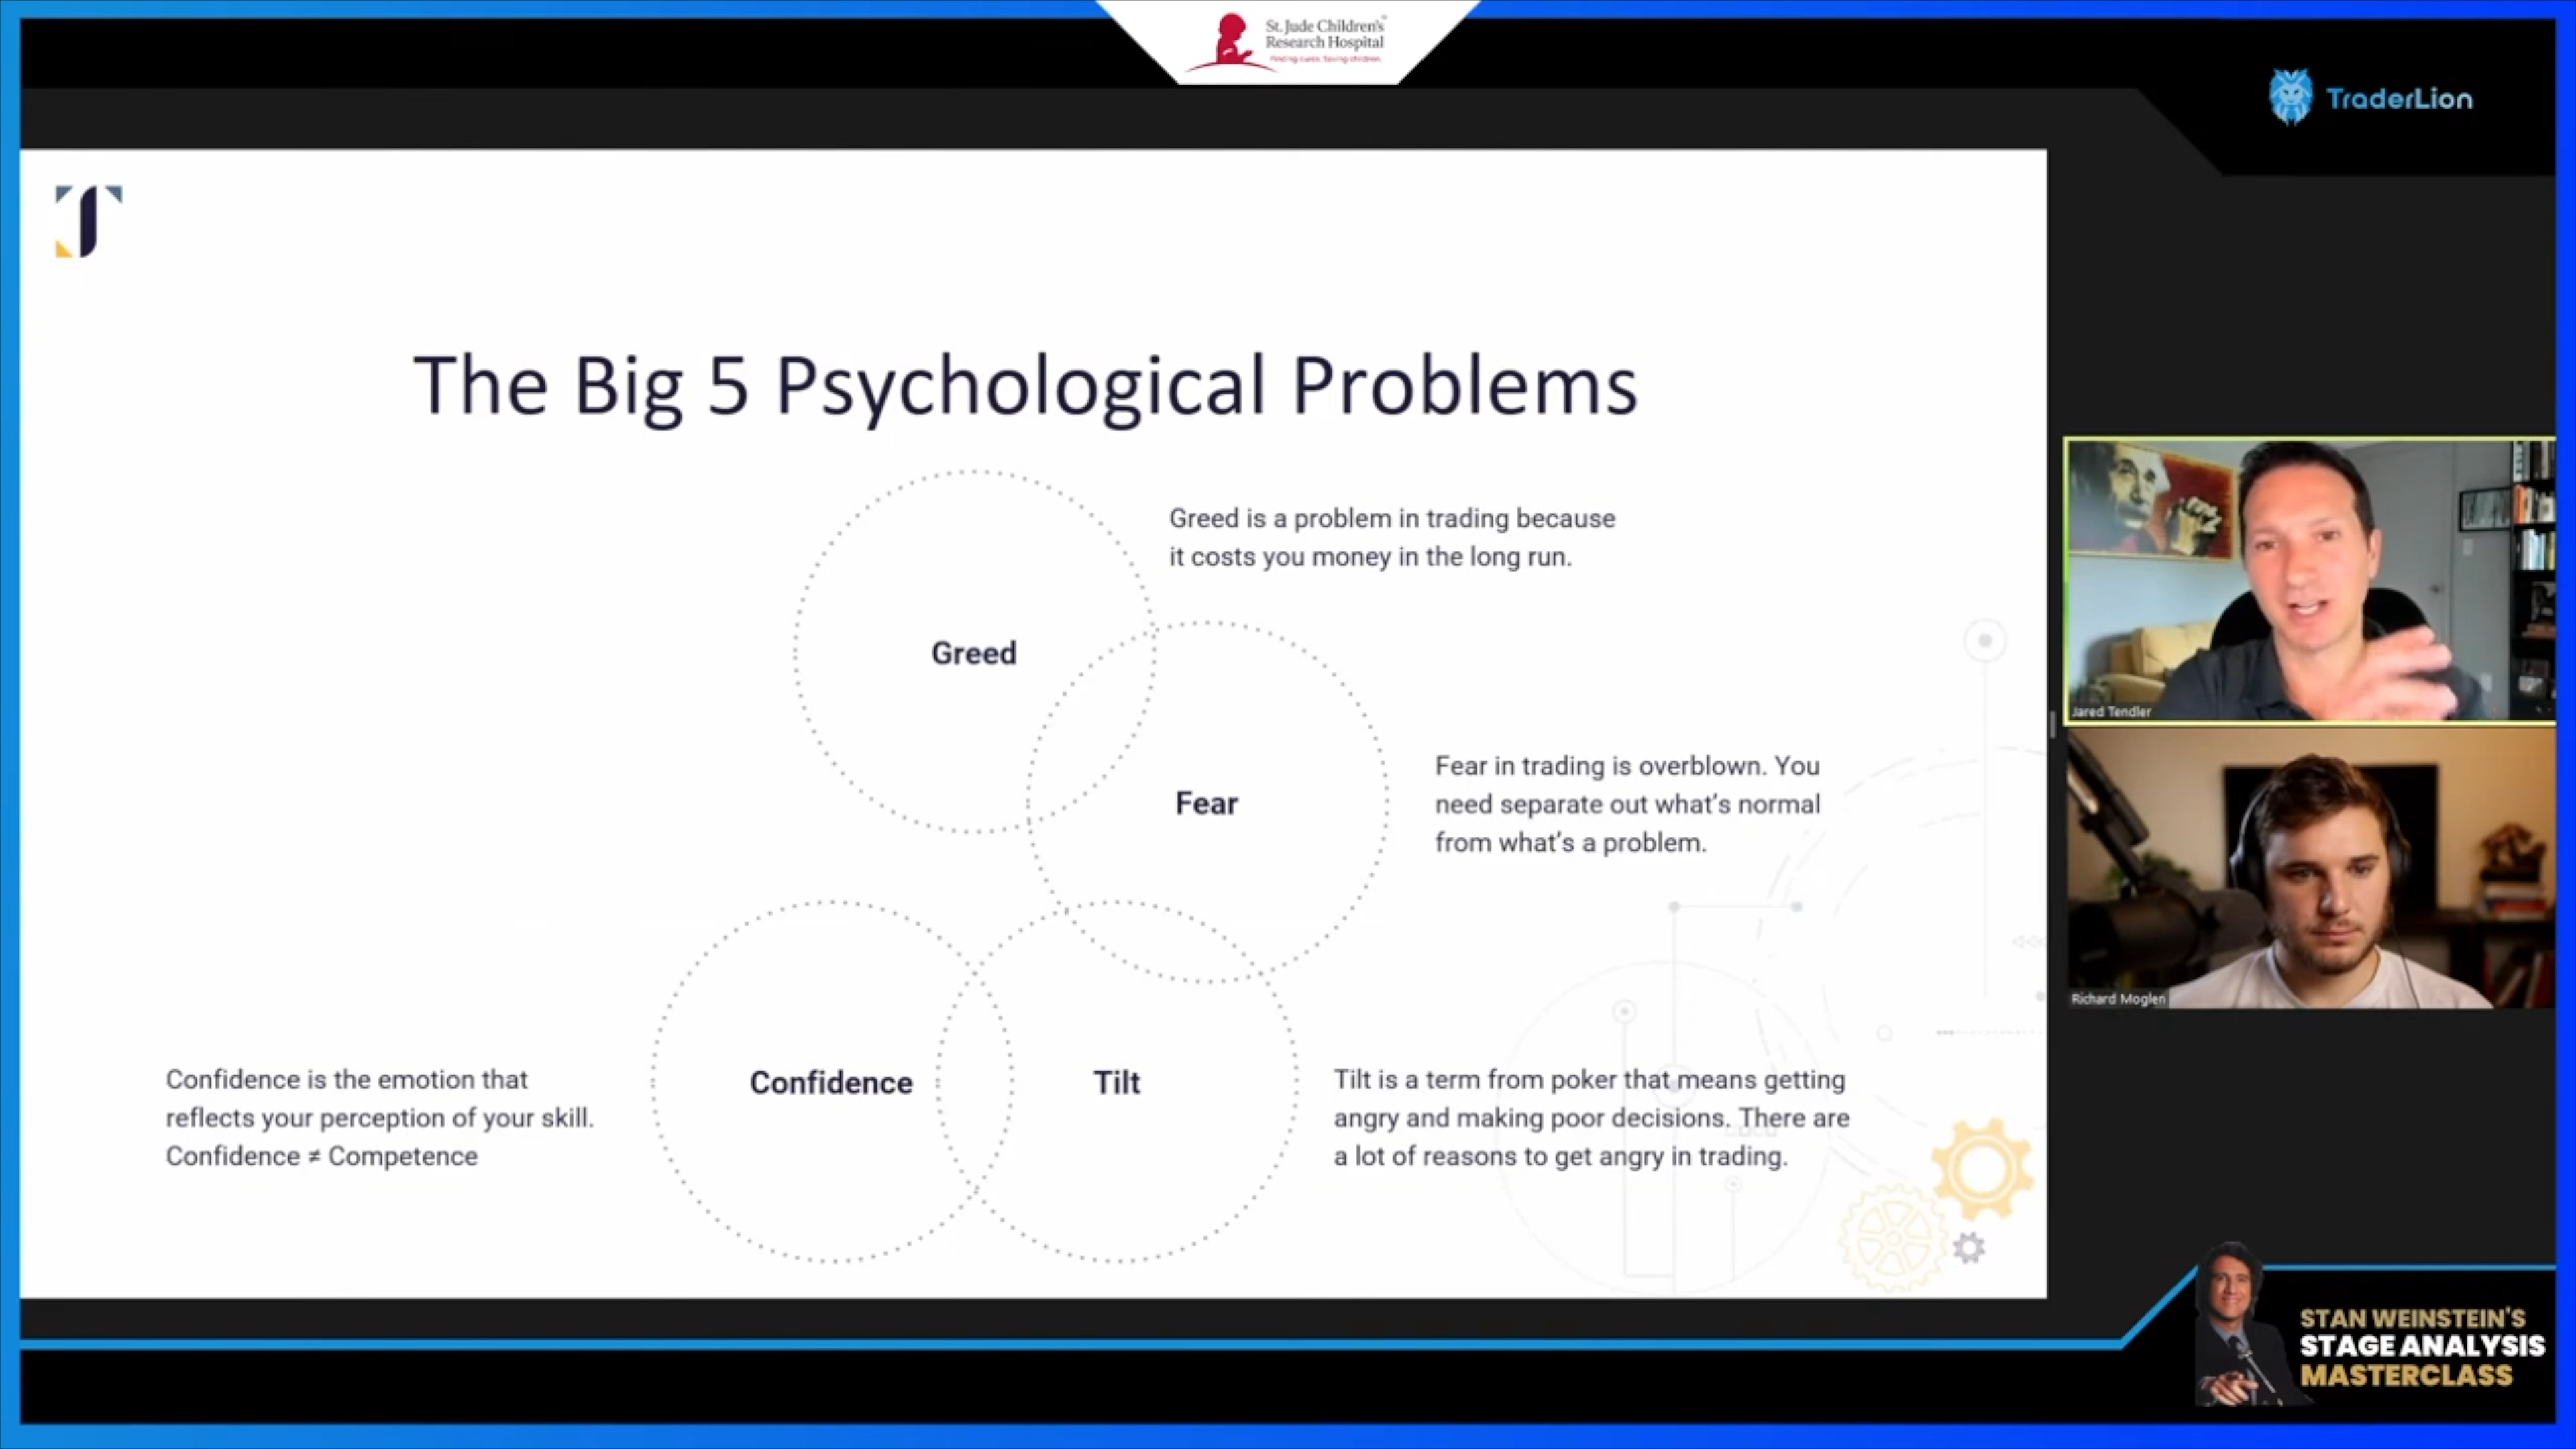 St. Jude Children's
Research Hospital
Finding cures. Saving children.
TraderLion
The Big 5 Psychological Problems
Greed is a problem in trading because
it costs you money in the long run.
Greed
Fear in trading is overblown. You
need separate out what's normal
from what's a problem.
Fear
Confidence is the emotion that
reflects your perception of your skill.
Confidence ≠ Competence
Confidence
Tilt
Tilt is a term from poker that means getting
angry and making poor decisions. There are
a lot of reasons to get angry in trading.
Jared Tendler
Richard Moglen
STAN WEINSTEIN'S
STAGE ANALYSIS
MASTERCLASS